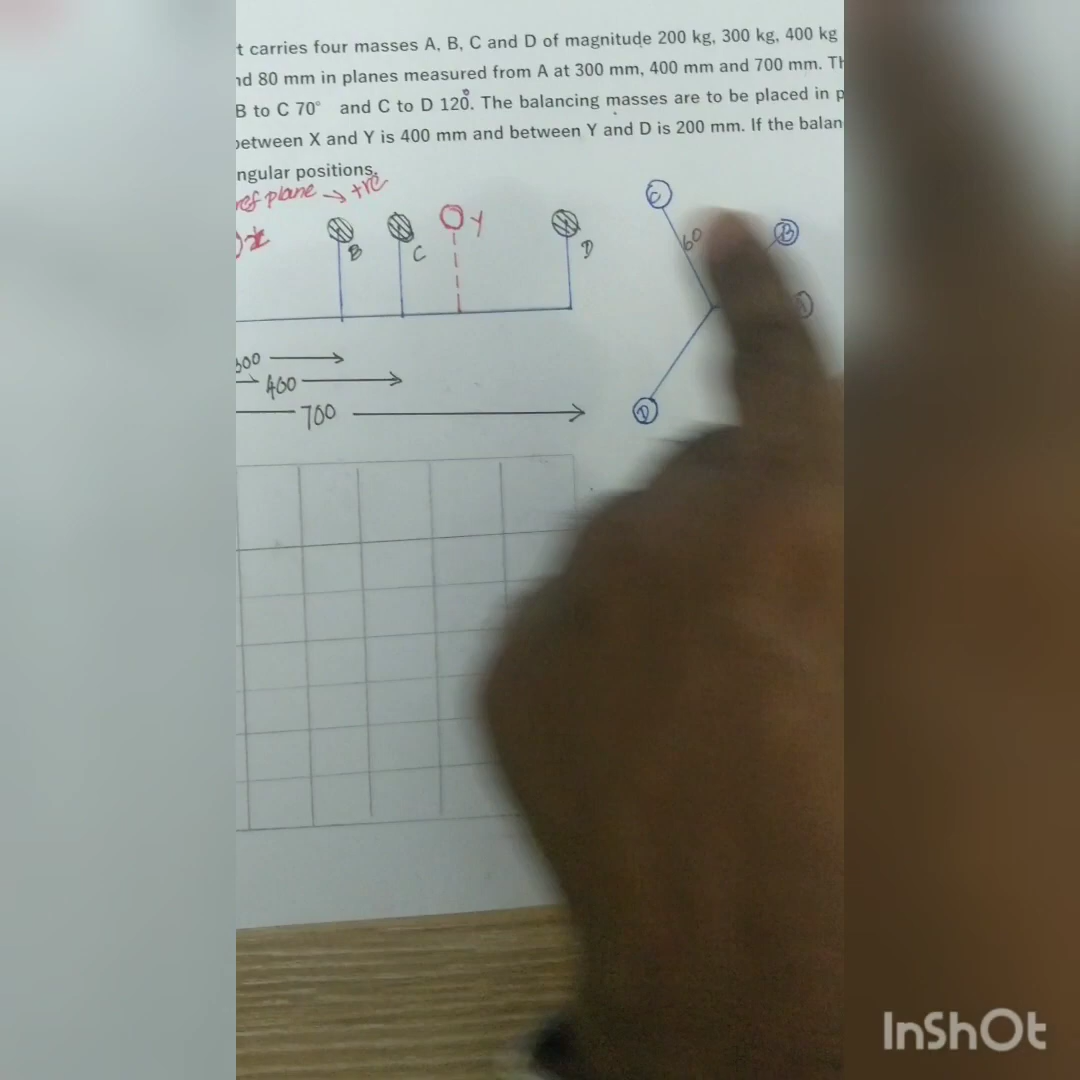 t carries four masses A, B, C and D of magnitude 200 kg, 300 kg, 400 kg
nd 80 mm in planes measured from A at 300 mm, 400 mm and 700 mm. Th
B to C 70° and C to D 120°. The balancing masses are to be placed in p
between X and Y is 400 mm and between Y and D is 200 mm. If the balan
ngular positions.
ref plane → +ve
x
B
C
Y
D
C
60
B
A
D
300
400
700
InShOt